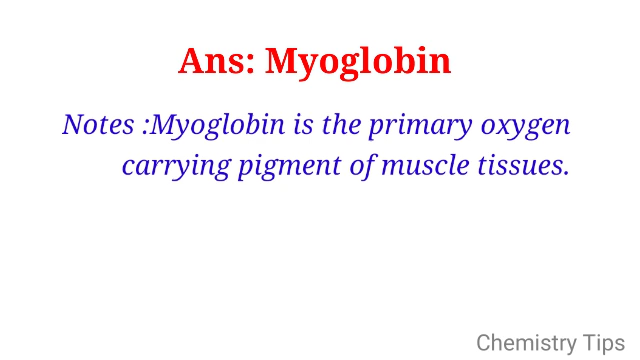 Ans: Myoglobin
Notes :Myoglobin is the primary oxygen
carrying pigment of muscle tissues.
Chemistry Tips